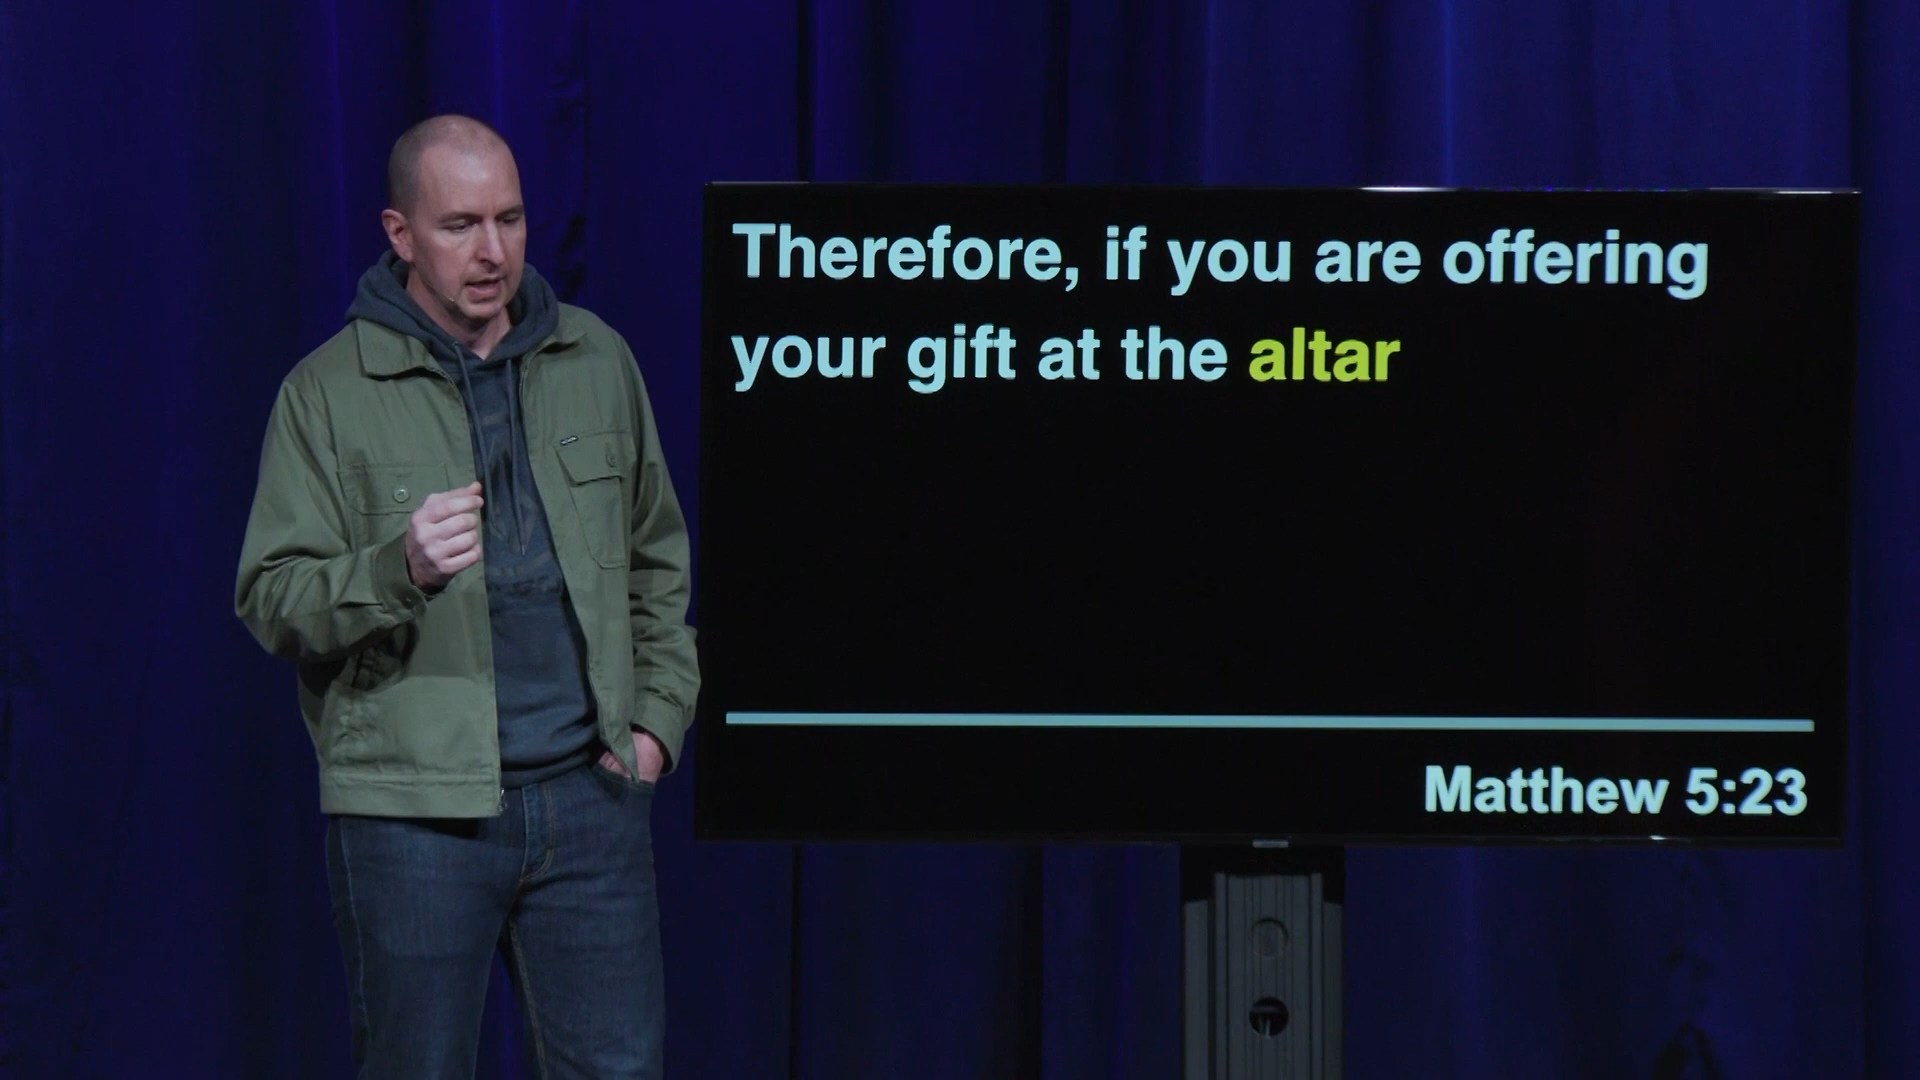 Therefore, if you are offering
your gift at the altar
Matthew 5:23